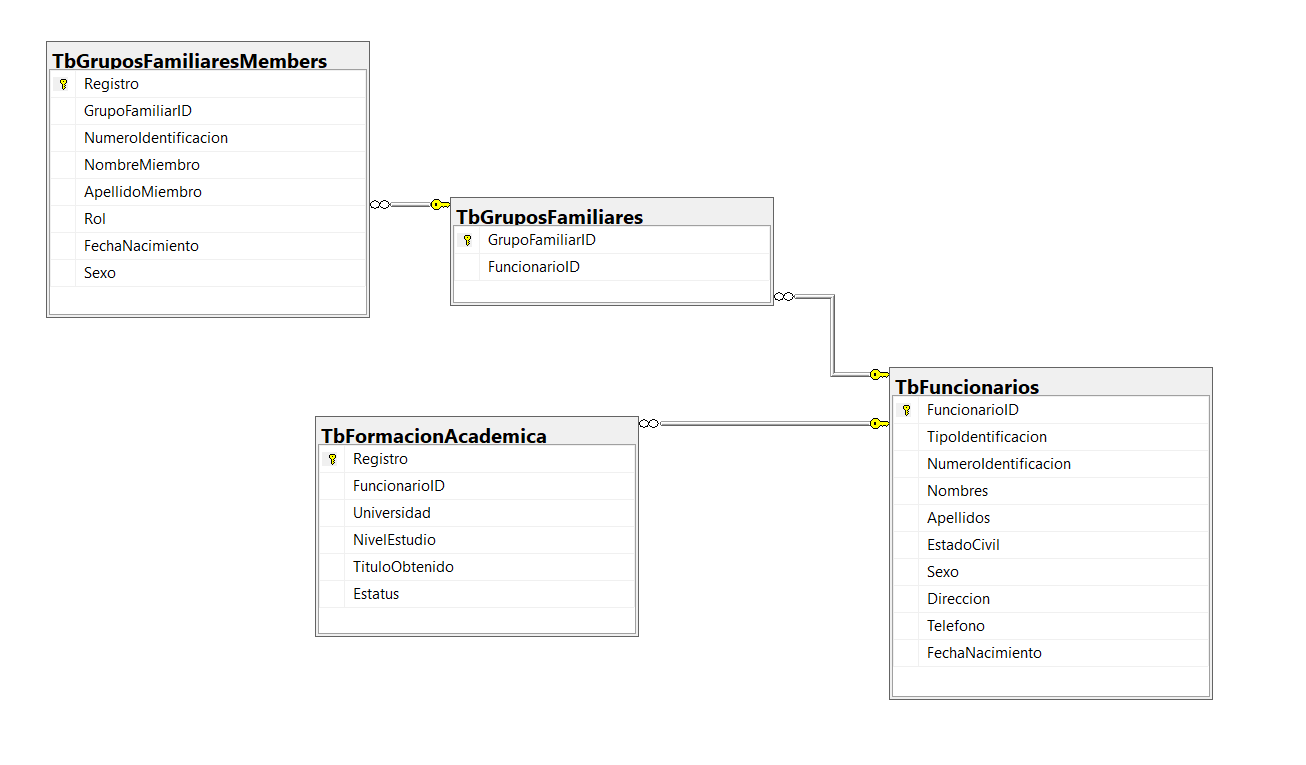 TbGruposFamiliaresMembers
Registro
GrupoFamiliarID
NumeroIdentificacion
NombreMiembro
ApellidoMiembro
Rol
FechaNacimiento
Sexo
TbGruposFamiliares
GrupoFamiliarID
FuncionarioID
TbFormacionAcademica
Registro
FuncionarioID
Universidad
NivelEstudio
TituloObtenido
Estatus
TbFuncionarios
FuncionarioID
TipoIdentificacion
NumeroIdentificacion
Nombres
Apellidos
EstadoCivil
Sexo
Direccion
Telefono
FechaNacimiento